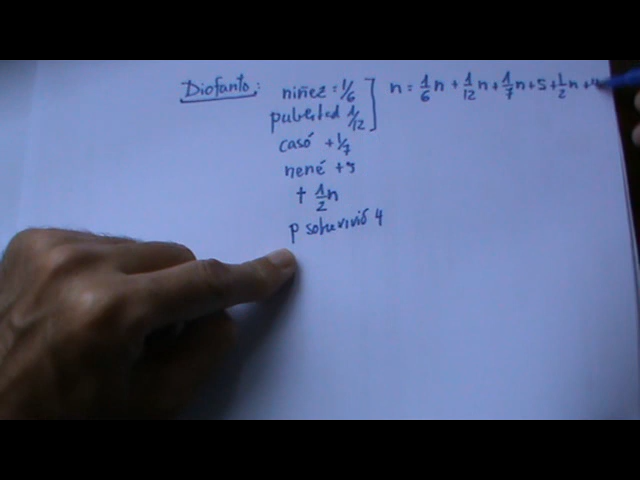 Diofanto: niñez = 1/6
pubertad 1/12
casó + 1/7
nené + 5
† 1/2 n
p sobrevivió 4
n = 1/6 n + 1/12 n + 1/7 n + 5 + 1/2 n +